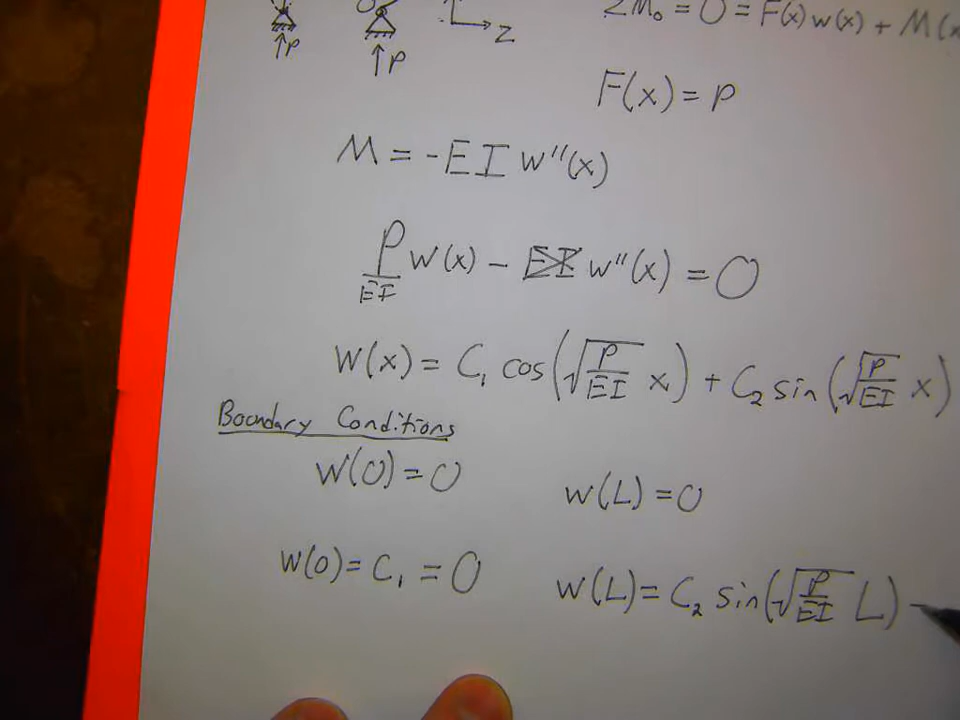 ΣM₀ = 0 = F(x) w(x) + M(x
↑P ↑P Z
F(x) = P
M = -EI w''(x)
P/EI w(x) - EI w''(x) = 0
w(x) = C₁ cos(√(P/EI) x) + C₂ sin(√(P/EI) x)
Boundary Conditions
w(0) = 0 w(L) = 0
w(0) = C₁ = 0 w(L) = C₂ sin(√(P/EI) L)